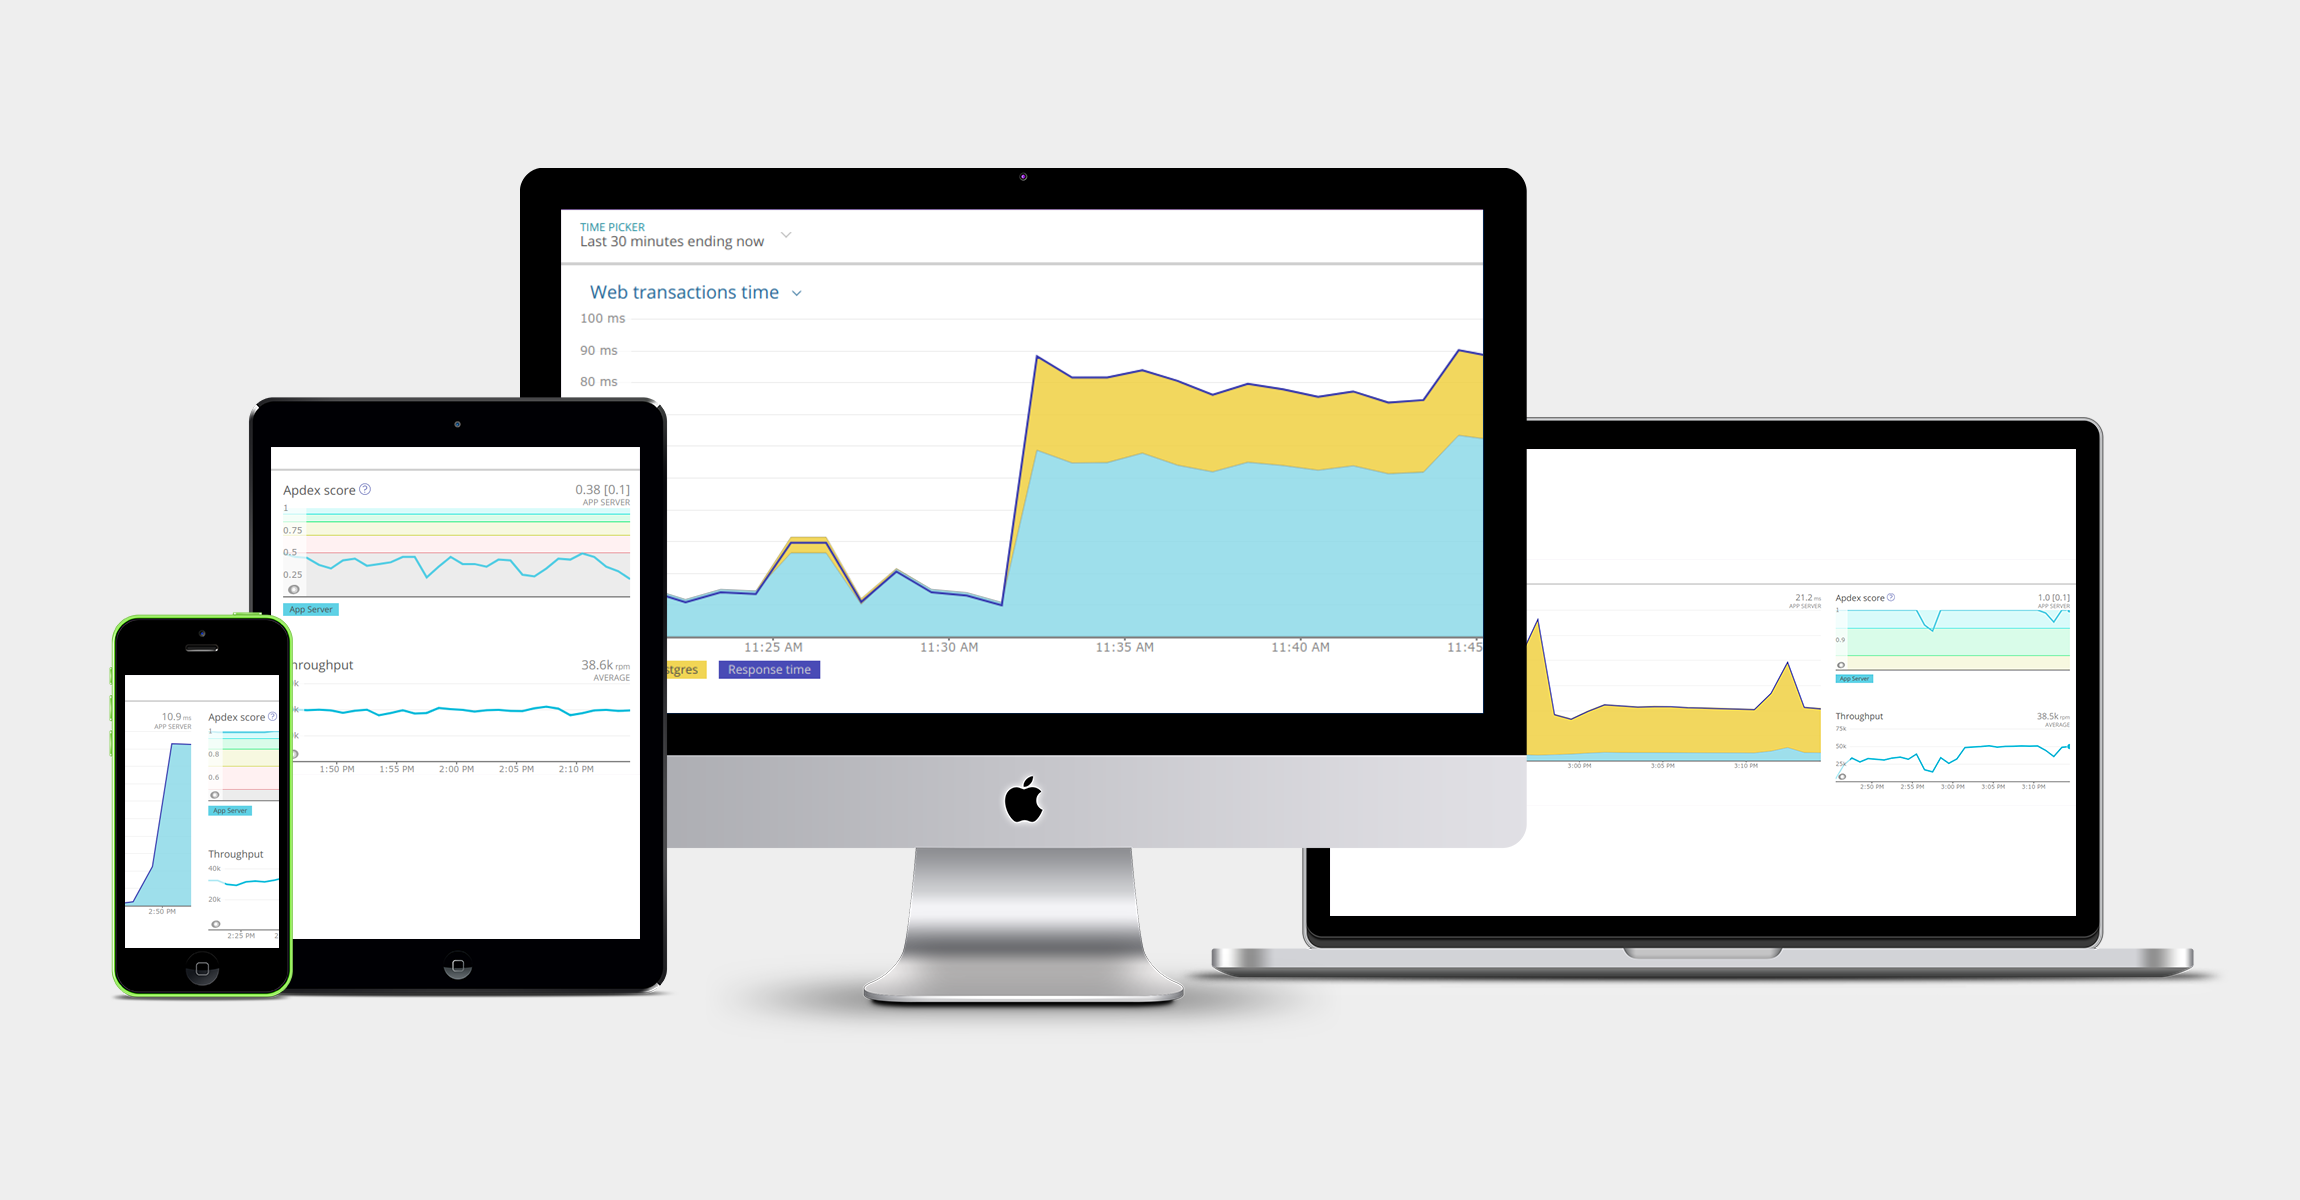 TIME PICKER
Last 30 minutes ending now
Web transactions time
100 ms
90 ms
80 ms
11:25 AM
11:30 AM
11:35 AM
11:40 AM
11:45
stgres
Response time
Apdex score
0.38 [0.1]
APP SERVER
1
0.75
0.5
0.25
App Server
hroughput
38.6k rpm
AVERAGE
k
k
k
1:50 PM
1:55 PM
2:00 PM
2:05 PM
2:10 PM
10.9 ms
APP SERVER
2:50 PM
Apdex score
1
0.8
0.6
App Server
Throughput
40k
20k
2:25 PM
2
21.2 ms
APP SERVER
3:00 PM
3:05 PM
3:10 PM
Apdex score
1.0 [0.1]
APP SERVER
1
0.9
App Server
Throughput
38.5k rpm
AVERAGE
75k
50k
25k
2:50 PM
2:55 PM
3:00 PM
3:05 PM
3:10 PM